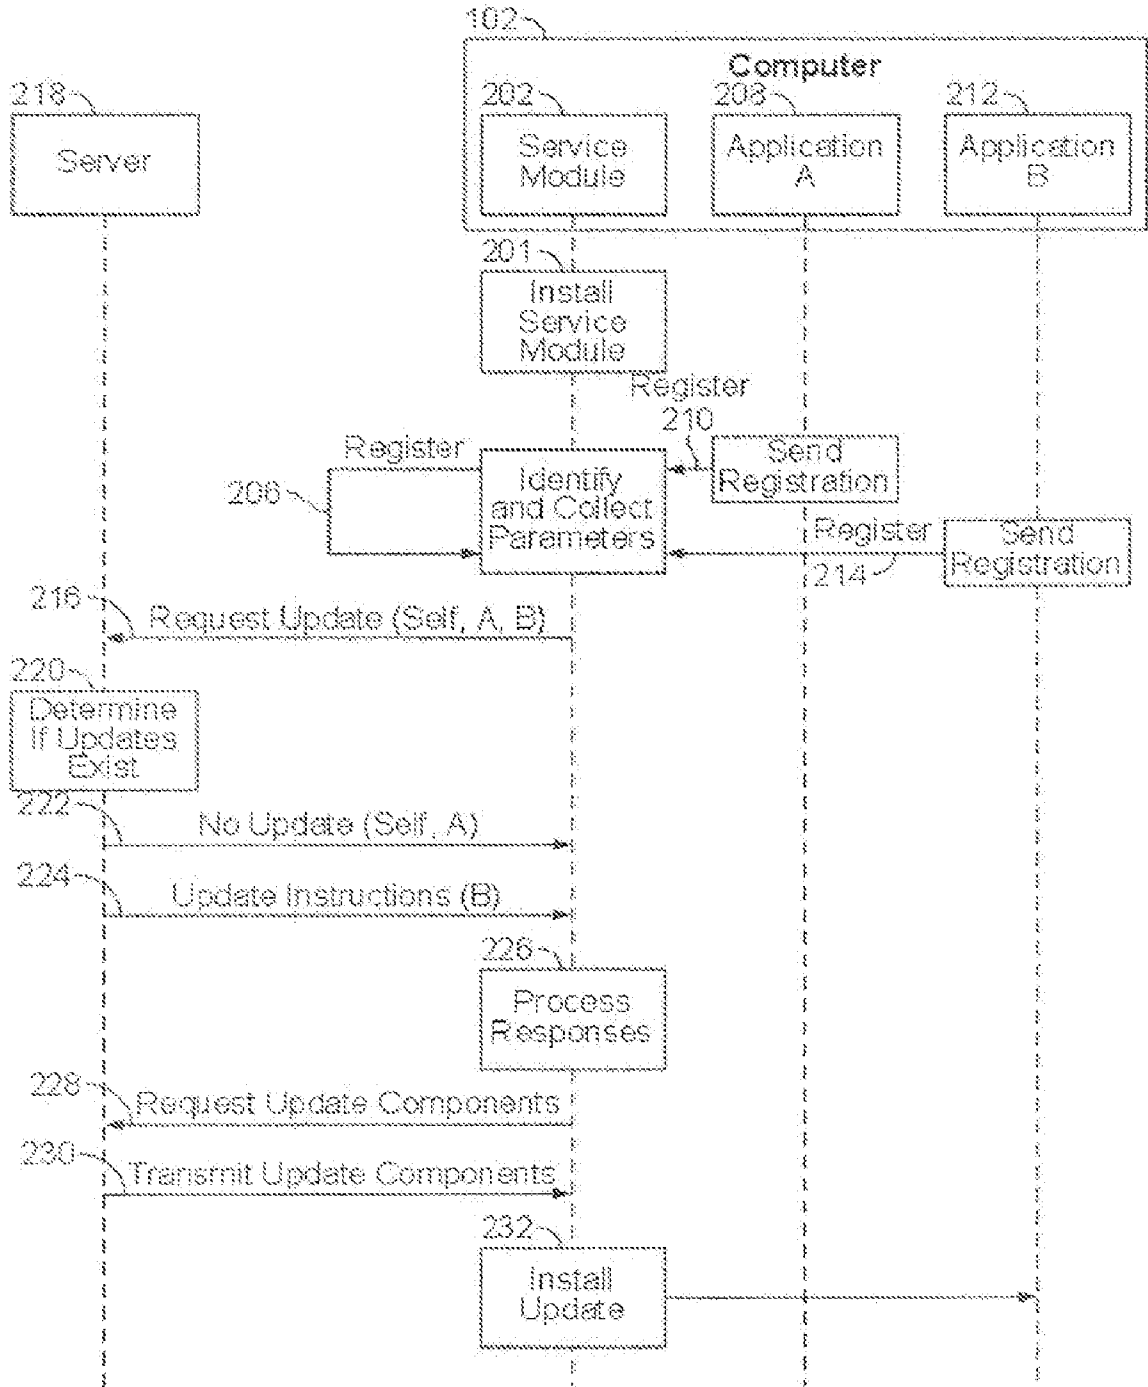 102
Computer
218
Server
202
Service
Module
208
Application
A
212
Application
B
201
Install
Service
Module
Register
210
Send
Registration
Register
206
Identify
and Collect
Parameters
Register
214
Send
Registration
216
Request Update (Self, A, B)
220
Determine
if Updates
Exist
222
No Update (Self, A)
224
Update Instructions (B)
226
Process
Responses
228
Request Update Components
230
Transmit Update Components
232
Install
Update